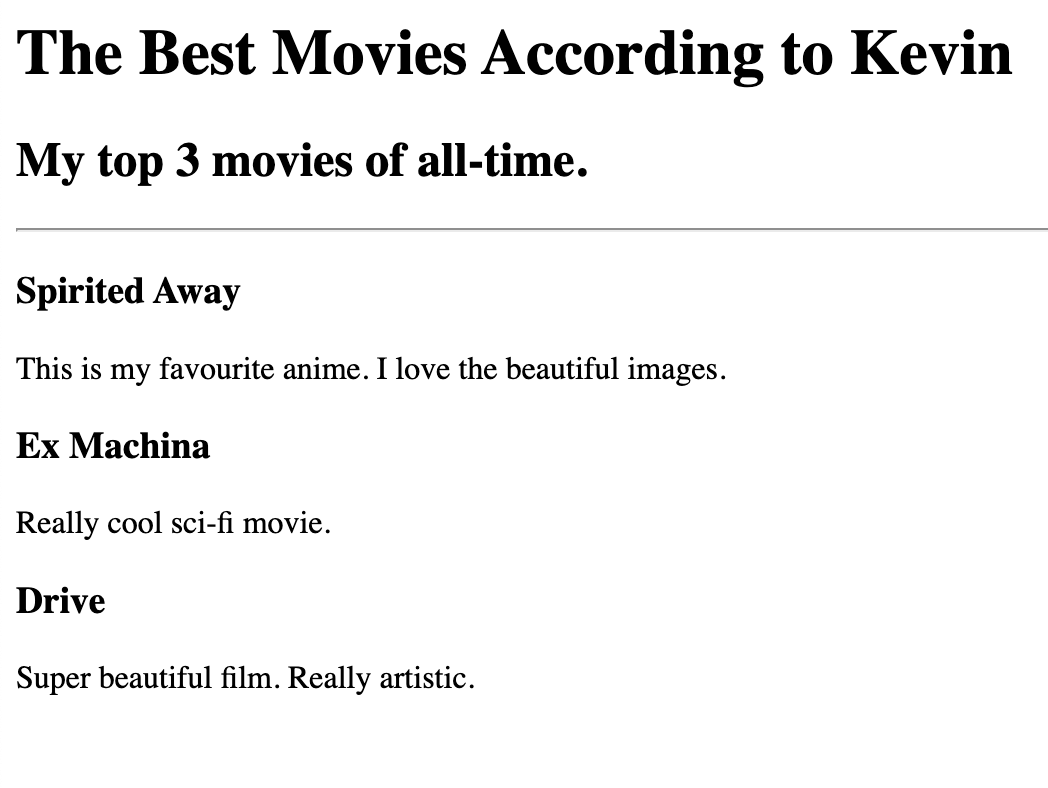 The Best Movies According to Kevin
My top 3 movies of all-time.
Spirited Away
This is my favourite anime. I love the beautiful images.
Ex Machina
Really cool sci-fi movie.
Drive
Super beautiful film. Really artistic.